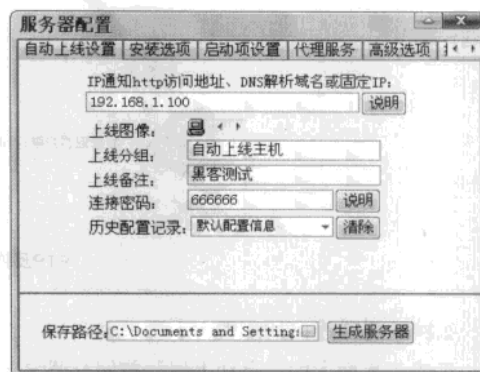 服务器配置
自动上线设置 安装选项 启动项设置 代理服务 高级选项
IP通知http访问地址、DNS解析域名或固定IP:
192.168.1.100 说明
上线图像:
上线分组: 自动上线主机
上线备注: 黑客测试
连接密码: 666666 说明
历史配置记录: 默认配置信息 清除
保存路径: C:\Documents and Setting: 生成服务器